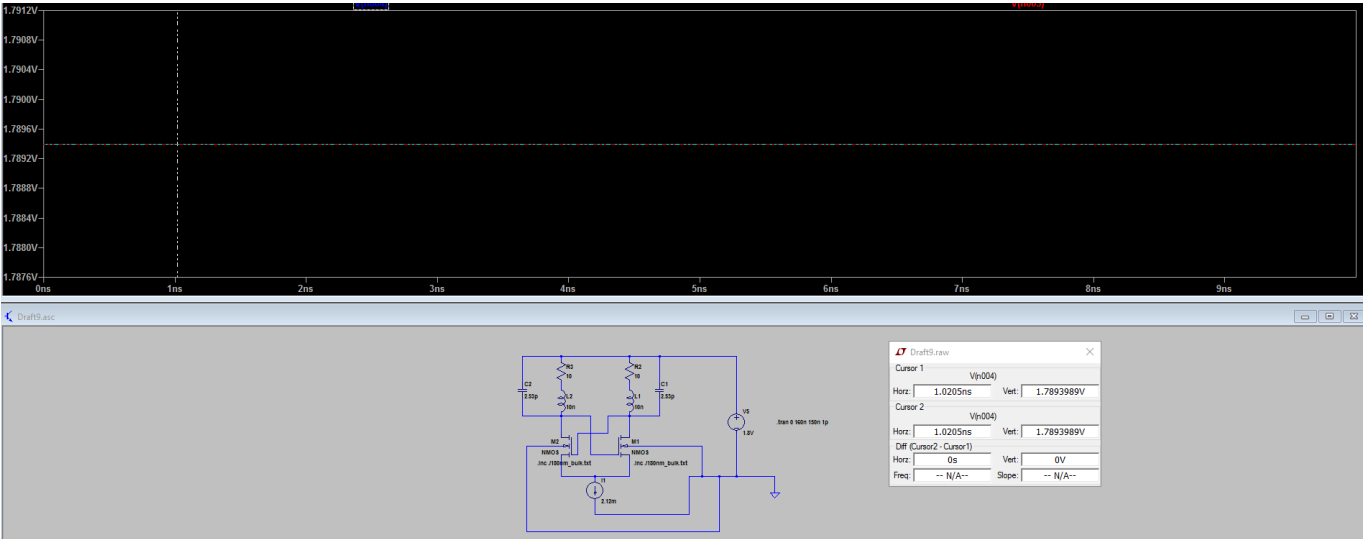 V(n004) V(n005)
1.7912V
1.7908V
1.7904V
1.7900V
1.7896V
1.7892V
1.7888V
1.7884V
1.7880V
1.7876V
0ns 1ns 2ns 3ns 4ns 5ns 6ns 7ns 8ns 9ns
Draft9.asc
Draft9.raw
Cursor 1
V(n004)
Horz: 1.0205ns Vert: 1.7893989V
Cursor 2
V(n004)
Horz: 1.0205ns Vert: 1.7893989V
Diff (Cursor2 - Cursor1)
Horz: 0s Vert: 0V
Freq: -- N/A-- Slope: -- N/A--
R3 R2
10 10
C2 C1
2.53p 2.53p
L2 L1
10n 10n
V5
1.8V
.tran 0 160n 150n 1p
M2 M1
NMOS NMOS
.inc ./180nm_bulk.txt .inc ./180nm_bulk.txt
I1
2.12m